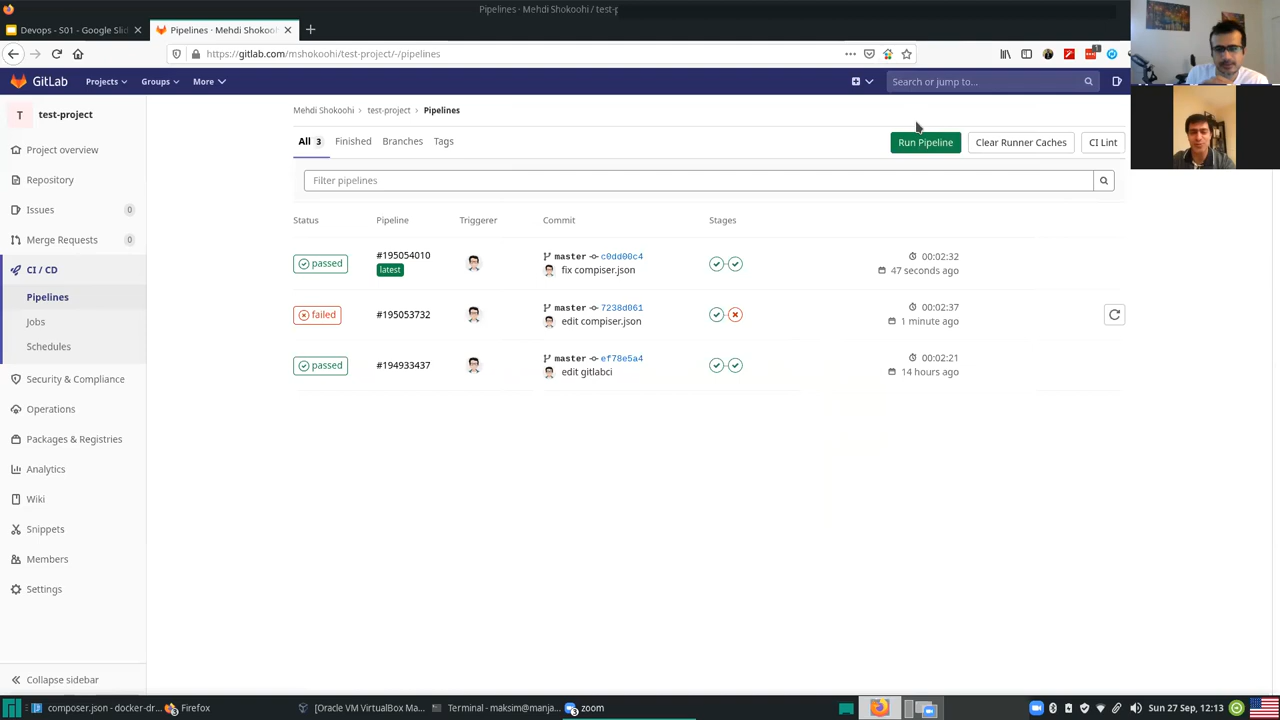 Pipelines · Mehdi Shokoohi / test-p
Devops - S01 - Google Slid
Pipelines · Mehdi Shokoo
https://gitlab.com/mshokoohi/test-project/-/pipelines
GitLab
Projects
Groups
More
Search or jump to...
T
test-project
Project overview
Repository
Issues
0
Merge Requests
0
CI / CD
Pipelines
Jobs
Schedules
Security & Compliance
Operations
Packages & Registries
Analytics
Wiki
Snippets
Members
Settings
Collapse sidebar
Mehdi Shokoohi
test-project
Pipelines
All 3
Finished
Branches
Tags
Run Pipeline
Clear Runner Caches
CI Lint
Filter pipelines
Status
Pipeline
Triggerer
Commit
Stages
passed
#195054010
latest
master
c0dd00c4
fix compiser.json
00:02:32
47 seconds ago
failed
#195053732
master
7238d061
edit compiser.json
00:02:37
1 minute ago
passed
#194933437
master
ef78e5a4
edit gitlabci
00:02:21
14 hours ago
composer.json - docker-dr...
Firefox
[Oracle VM VirtualBox Ma...
Terminal - maksim@manja...
zoom
Sun 27 Sep, 12:13